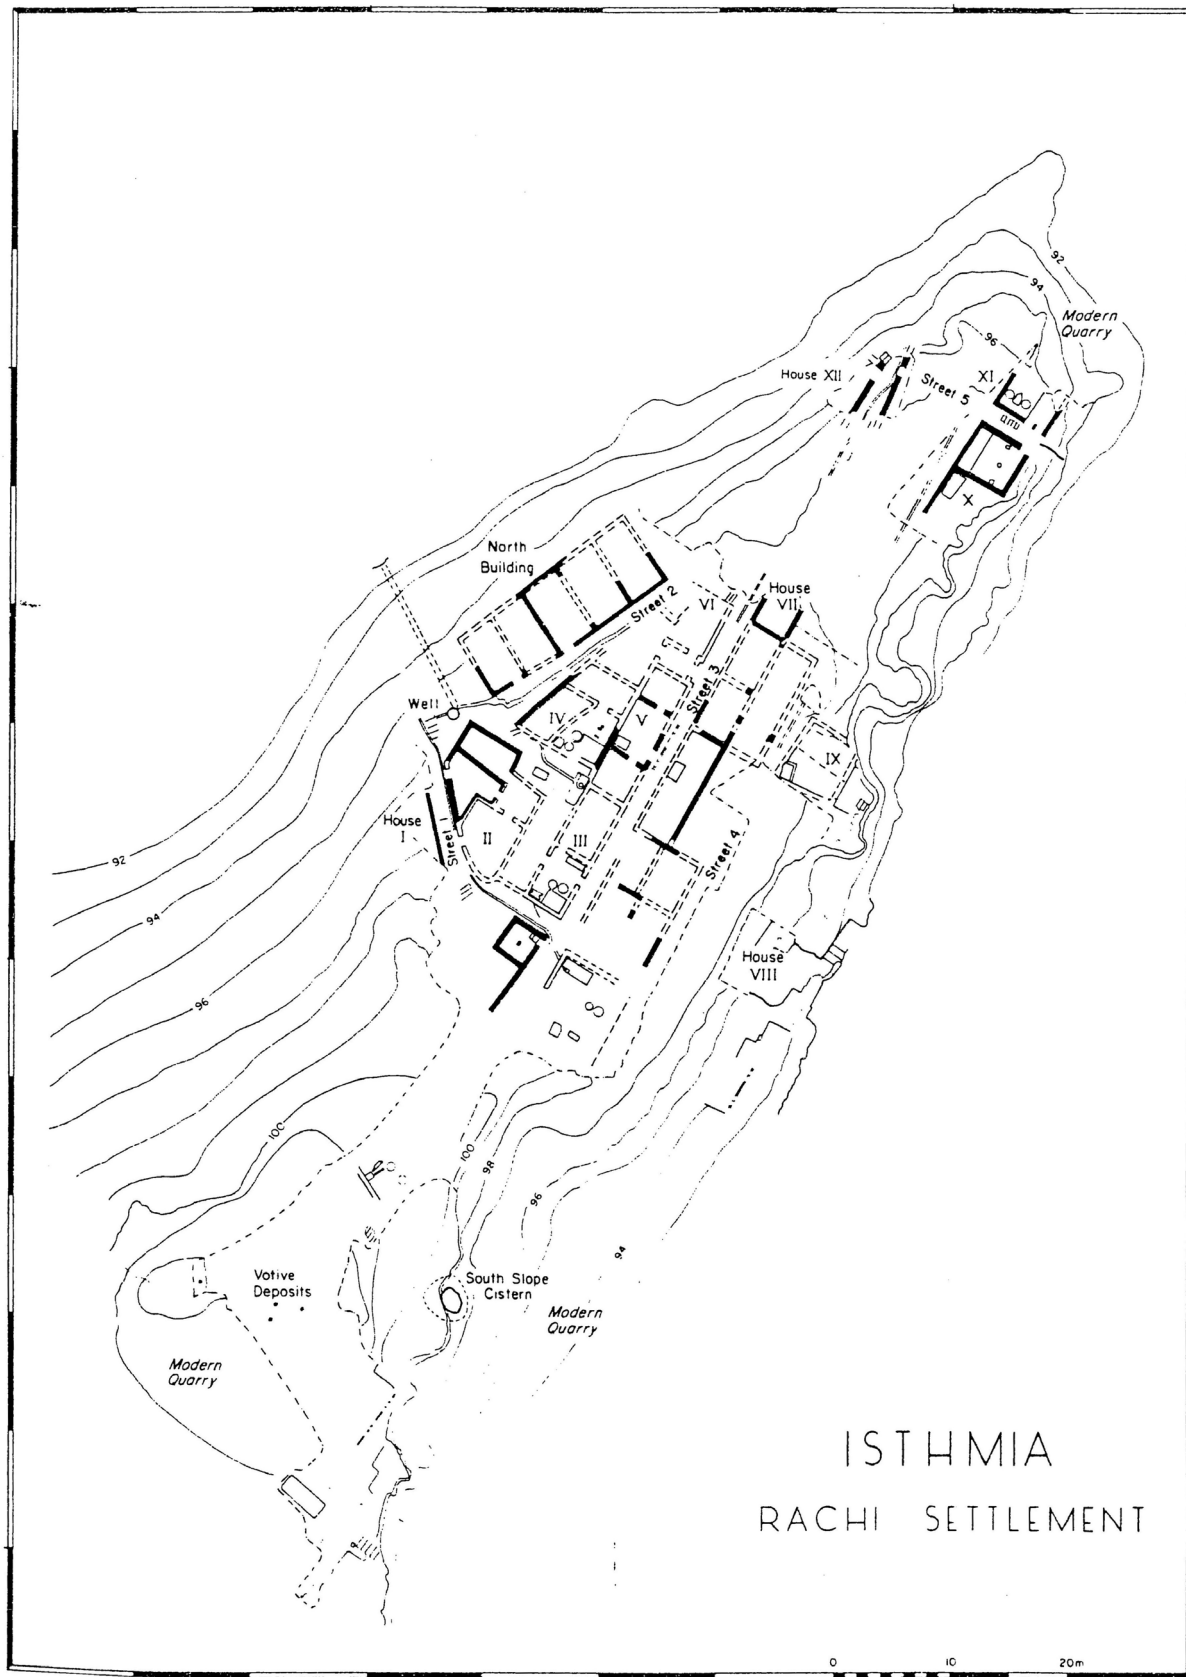 92
94
Modern
Quarry
96
House XII
XI
Street 5
X
North
Building
House
VII
VI
Street 2
Street 3
Well
IV
V
IX
House
I
Street 1
II
III
Street 4
92
94
House
VIII
96
100
100
98
96
94
Votive
Deposits
South Slope
Cistern
Modern
Quarry
Modern
Quarry
ISTHMIA
RACHI SETTLEMENT
0 10 20m